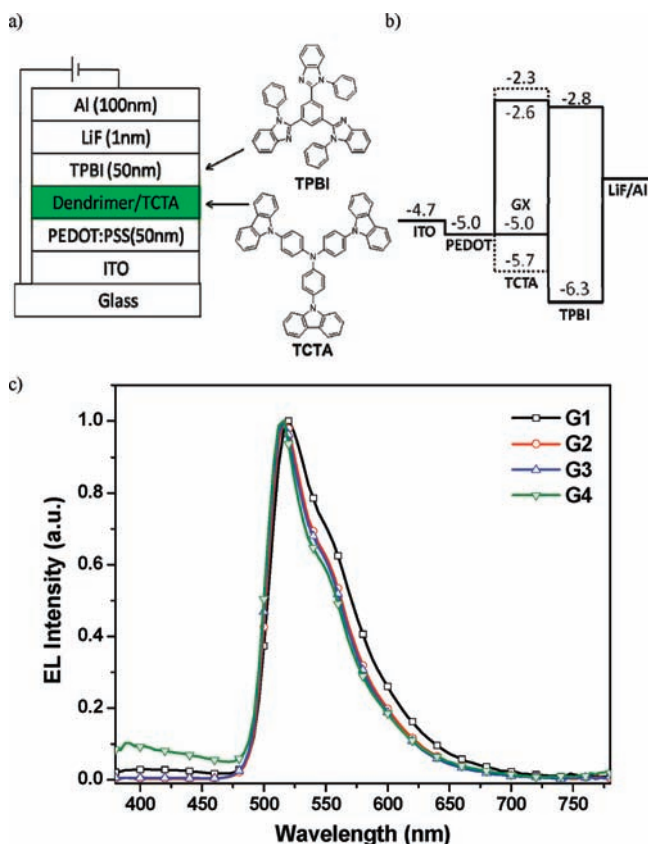 a)
Al (100nm)
LiF (1nm)
TPBI (50nm)
Dendrimer/TCTA
PEDOT:PSS(50nm)
ITO
Glass
N
N
N
N
N
N
TPBI
N
N
N
N
TCTA
b)
-2.3
-2.6
-2.8
LiF/Al
-4.7
ITO
-5.0
PEDOT
GX
-5.0
-5.7
TCTA
-6.3
TPBI
c)
EL Intensity (a.u.)
1.0
0.8
0.6
0.4
0.2
0.0
G1
G2
G3
G4
400 450 500 550 600 650 700 750
Wavelength (nm)